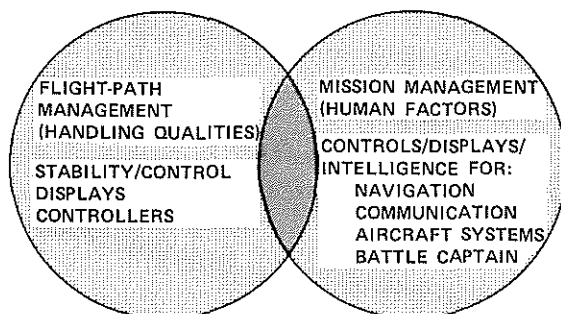 FLIGHT-PATH
MANAGEMENT
(HANDLING QUALITIES)
STABILITY/CONTROL
DISPLAYS
CONTROLLERS
MISSION MANAGEMENT
(HUMAN FACTORS)
CONTROLS/DISPLAYS/
INTELLIGENCE FOR:
NAVIGATION
COMMUNICATION
AIRCRAFT SYSTEMS
BATTLE CAPTAIN